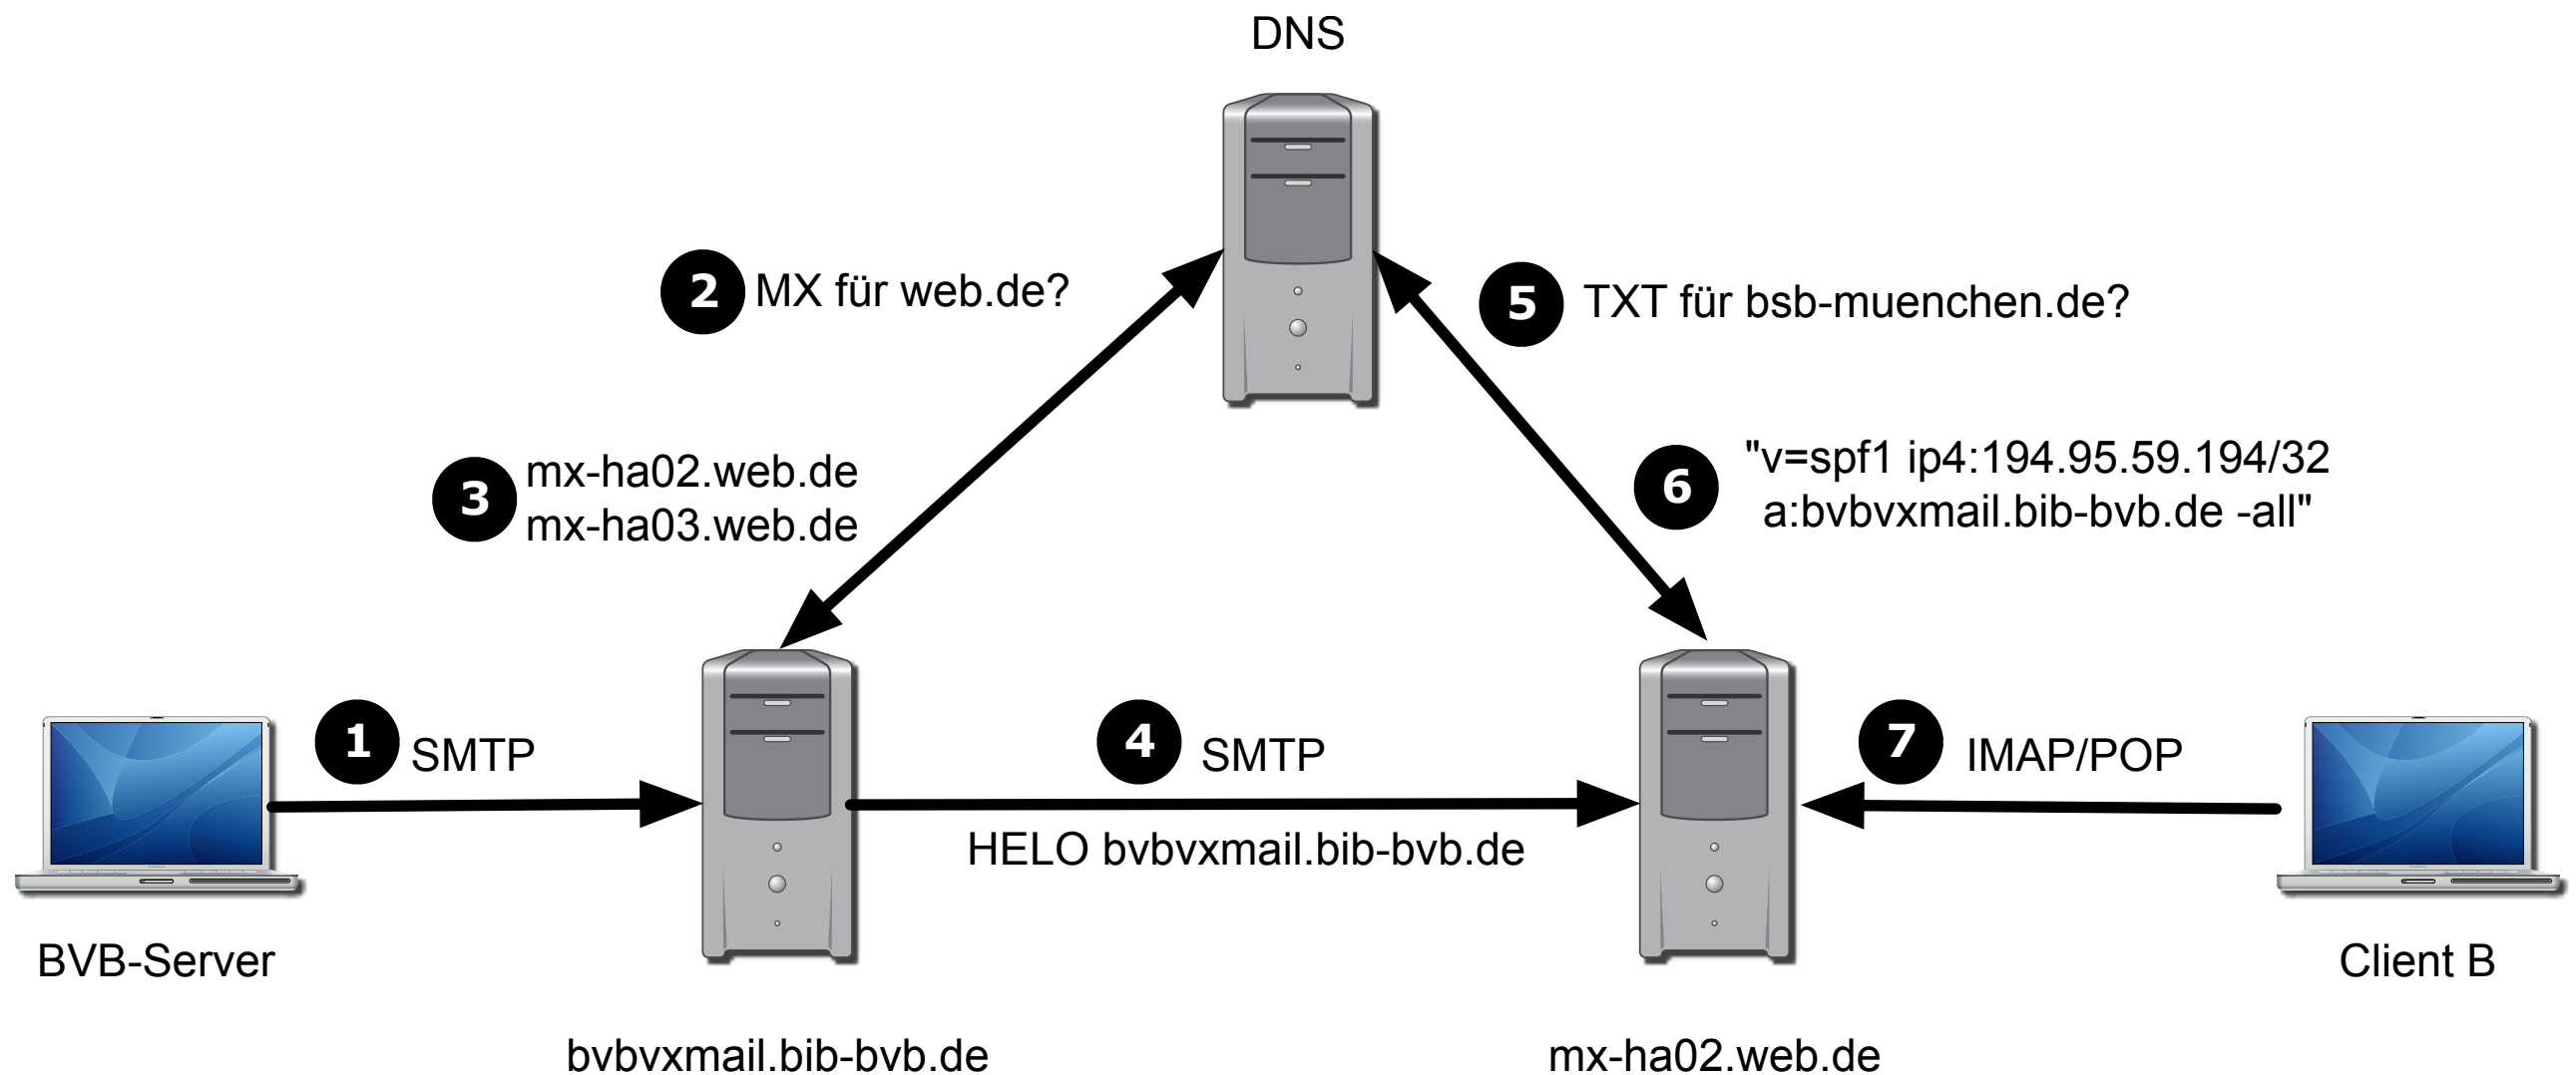 DNS
2 MX für web.de?
5 TXT für bsb-muenchen.de?
3 mx-ha02.web.de
mx-ha03.web.de
6 "v=spf1 ip4:194.95.59.194/32
a:bvbvxmail.bib-bvb.de -all"
1 SMTP
4 SMTP
7 IMAP/POP
HELO bvbvxmail.bib-bvb.de
BVB-Server
Client B
bvbvxmail.bib-bvb.de
mx-ha02.web.de